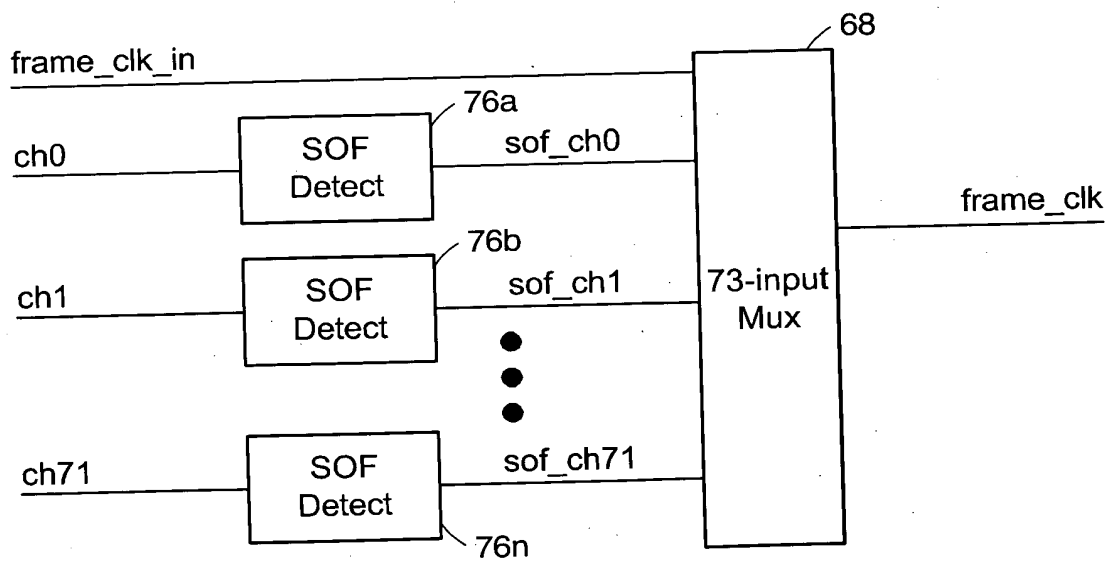 68
frame_clk_in
76a
ch0
SOF
Detect
sof_ch0
frame_clk
76b
ch1
SOF
Detect
sof_ch1
73-input
Mux
ch71
SOF
Detect
sof_ch71
76n